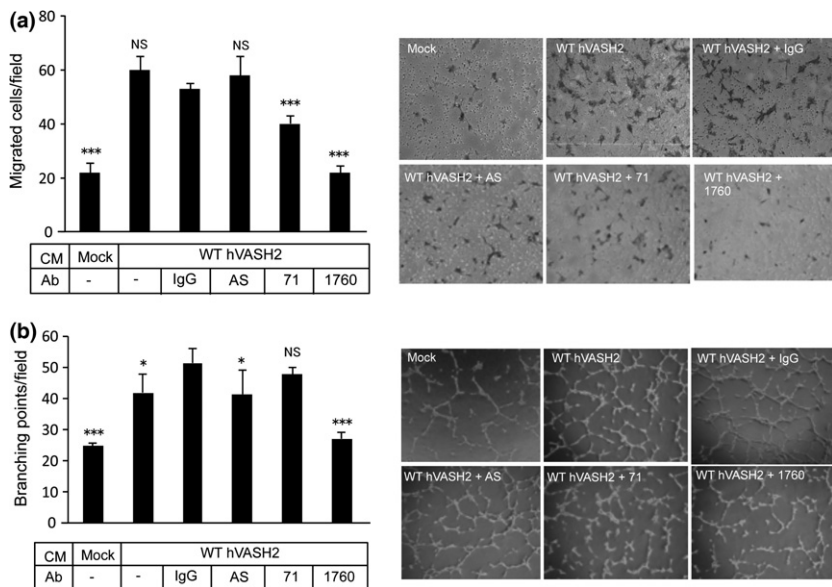 (a)
Migrated cells/field
80
60
40
20
0
***
NS
NS
***
***
CM Mock WT hVASH2
Ab - - IgG AS 71 1760
Mock
WT hVASH2
WT hVASH2 + IgG
WT hVASH2 + AS
WT hVASH2 + 71
WT hVASH2 +
1760
(b)
Branching points/field
60
50
40
30
20
10
0
***
*
*
NS
***
CM Mock WT hVASH2
Ab - - IgG AS 71 1760
Mock
WT hVASH2
WT hVASH2 + IgG
WT hVASH2 + AS
WT hVASH2 + 71
WT hVASH2 + 1760